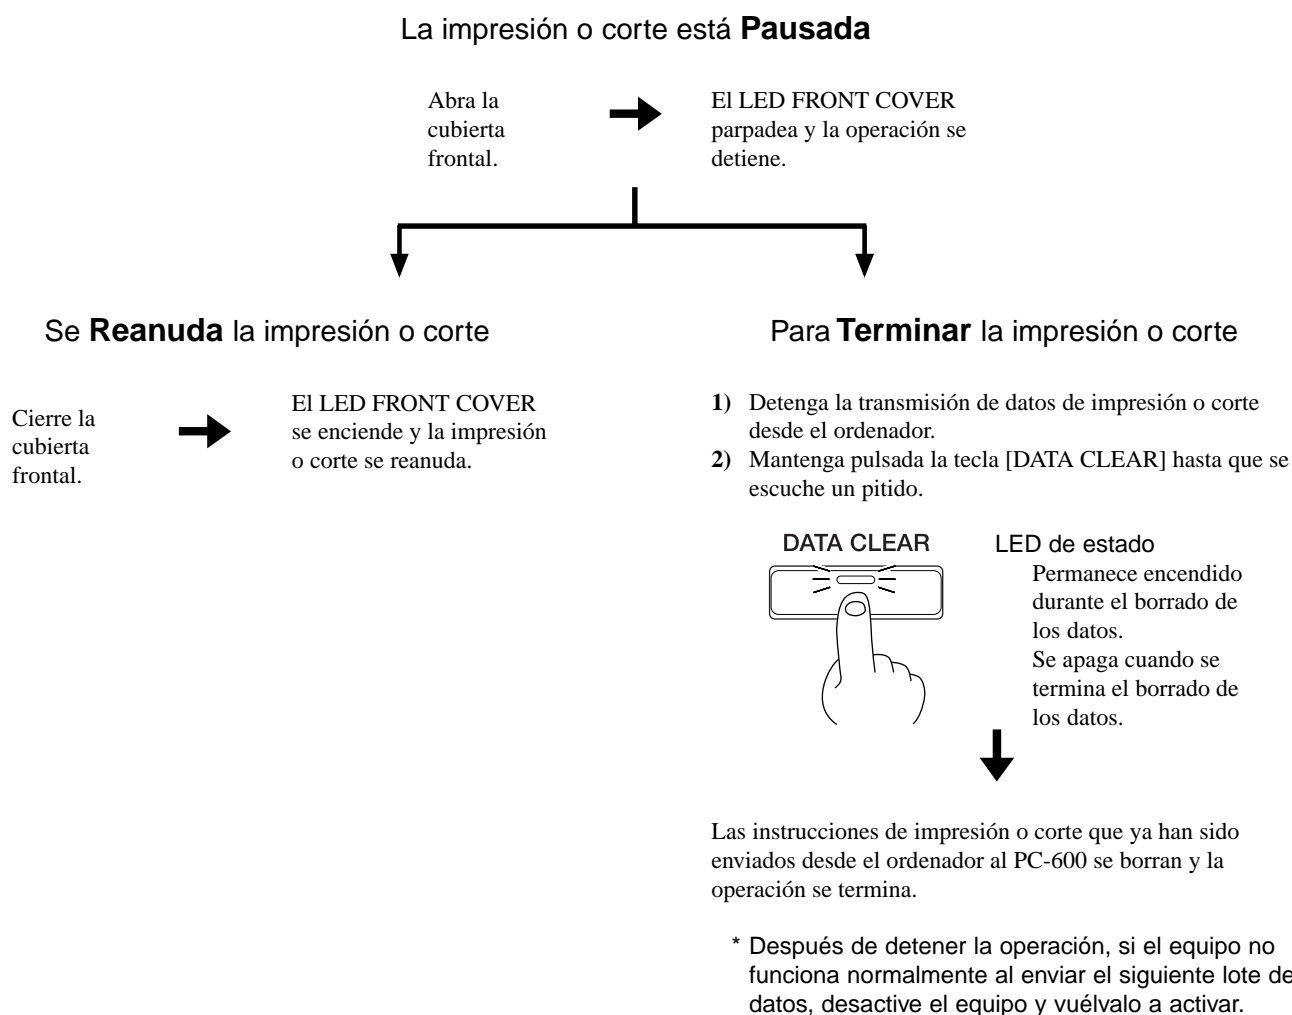 La impresión o corte está Pausada
Abra la
cubierta
frontal.
El LED FRONT COVER
parpadea y la operación se
detiene.
Se Reanuda la impresión o corte
Cierre la
cubierta
frontal.
El LED FRONT COVER
se enciende y la impresión
o corte se reanuda.
Para Terminar la impresión o corte
1) Detenga la transmisión de datos de impresión o corte
desde el ordenador.
2) Mantenga pulsada la tecla [DATA CLEAR] hasta que se
escuche un pitido.
DATA CLEAR
LED de estado
Permanece encendido
durante el borrado de
los datos.
Se apaga cuando se
termina el borrado de
los datos.
Las instrucciones de impresión o corte que ya han sido
enviados desde el ordenador al PC-600 se borran y la
operación se termina.
* Después de detener la operación, si el equipo no
funciona normalmente al enviar el siguiente lote de
datos, desactive el equipo y vuélvalo a activar.